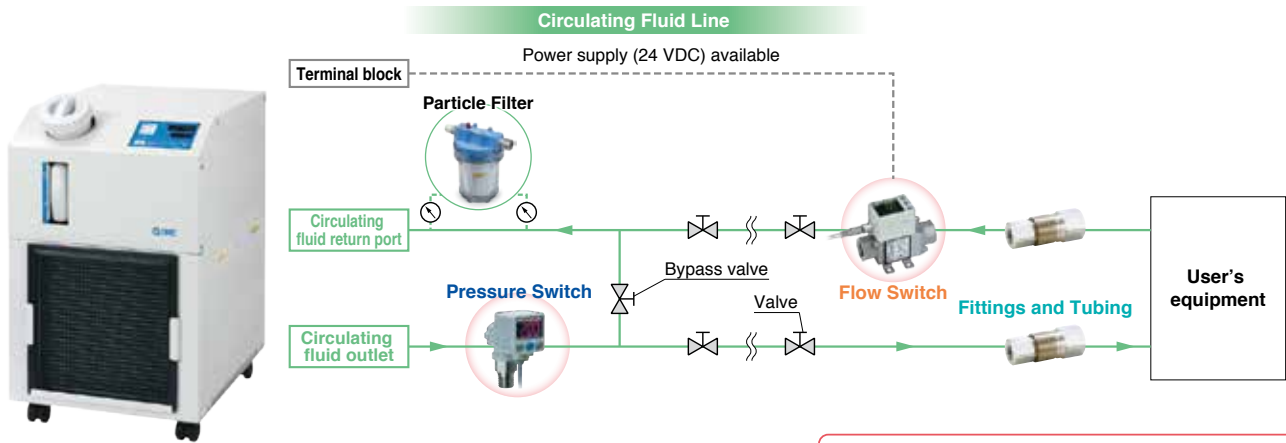 Circulating Fluid Line
Power supply (24 VDC) available
Terminal block
Particle Filter
Circulating
fluid return port
Bypass valve
Pressure Switch
Flow Switch
Valve
Fittings and Tubing
User's
equipment
Circulating
fluid outlet
SMC